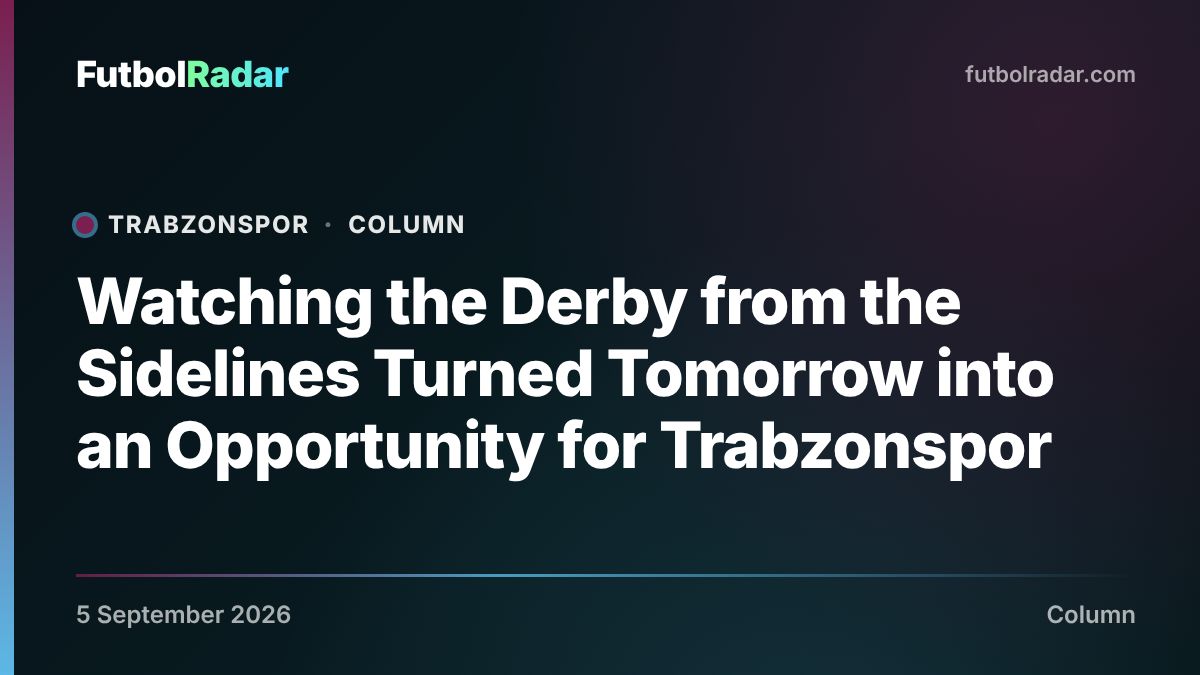 FutbolRadar
futbolradar.com
TRABZONSPOR · COLUMN
Watching the Derby from the
Sidelines Turned Tomorrow into
an Opportunity for Trabzonspor
5 September 2026
Column